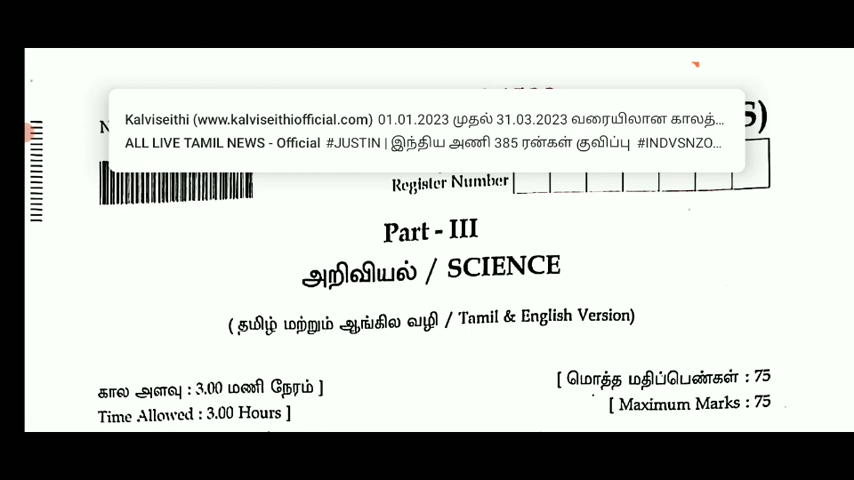 Kalviseithi (www.kalviseithiofficial.com) 01.01.2023 முதல் 31.03.2023 வரையிலான காலத்...
ALL LIVE TAMIL NEWS - Official #JUSTIN | இந்திய அணி 385 ரன்கள் குவிப்பு #INDVSNZO...
Register Number
Part - III
அறிவியல் / SCIENCE
( தமிழ் மற்றும் ஆங்கில வழி / Tamil & English Version)
கால அளவு : 3.00 மணி நேரம் ]
[ மொத்த மதிப்பெண்கள் : 75
Time Allowed : 3.00 Hours ]
[ Maximum Marks : 75